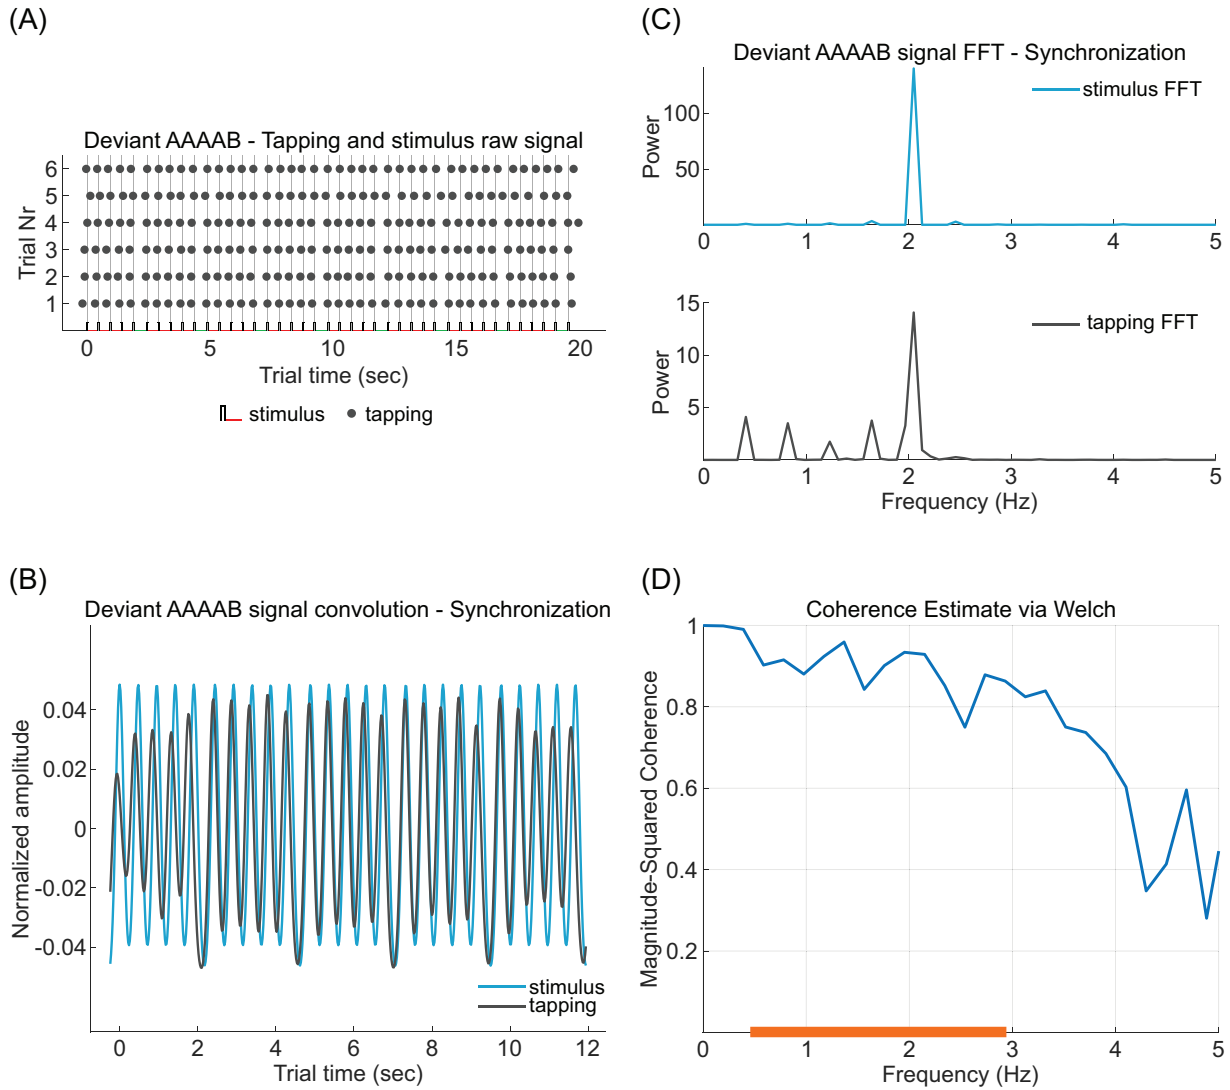 (A)
Deviant AAAAB - Tapping and stimulus raw signal
Trial Nr
6
5
4
3
2
1
0 5 10 15 20
Trial time (sec)
stimulus tapping
(C)
Deviant AAAAB signal FFT - Synchronization
stimulus FFT
Power
100
50
0 1 2 3 4 5
tapping FFT
Power
15
10
5
0 1 2 3 4 5
Frequency (Hz)
(B)
Deviant AAAAB signal convolution - Synchronization
Normalized amplitude
0.04
0.02
0
-0.02
-0.04
stimulus
tapping
0 2 4 6 8 10 12
Trial time (sec)
(D)
Coherence Estimate via Welch
Magnitude-Squared Coherence
1
0.8
0.6
0.4
0.2
0 1 2 3 4 5
Frequency (Hz)